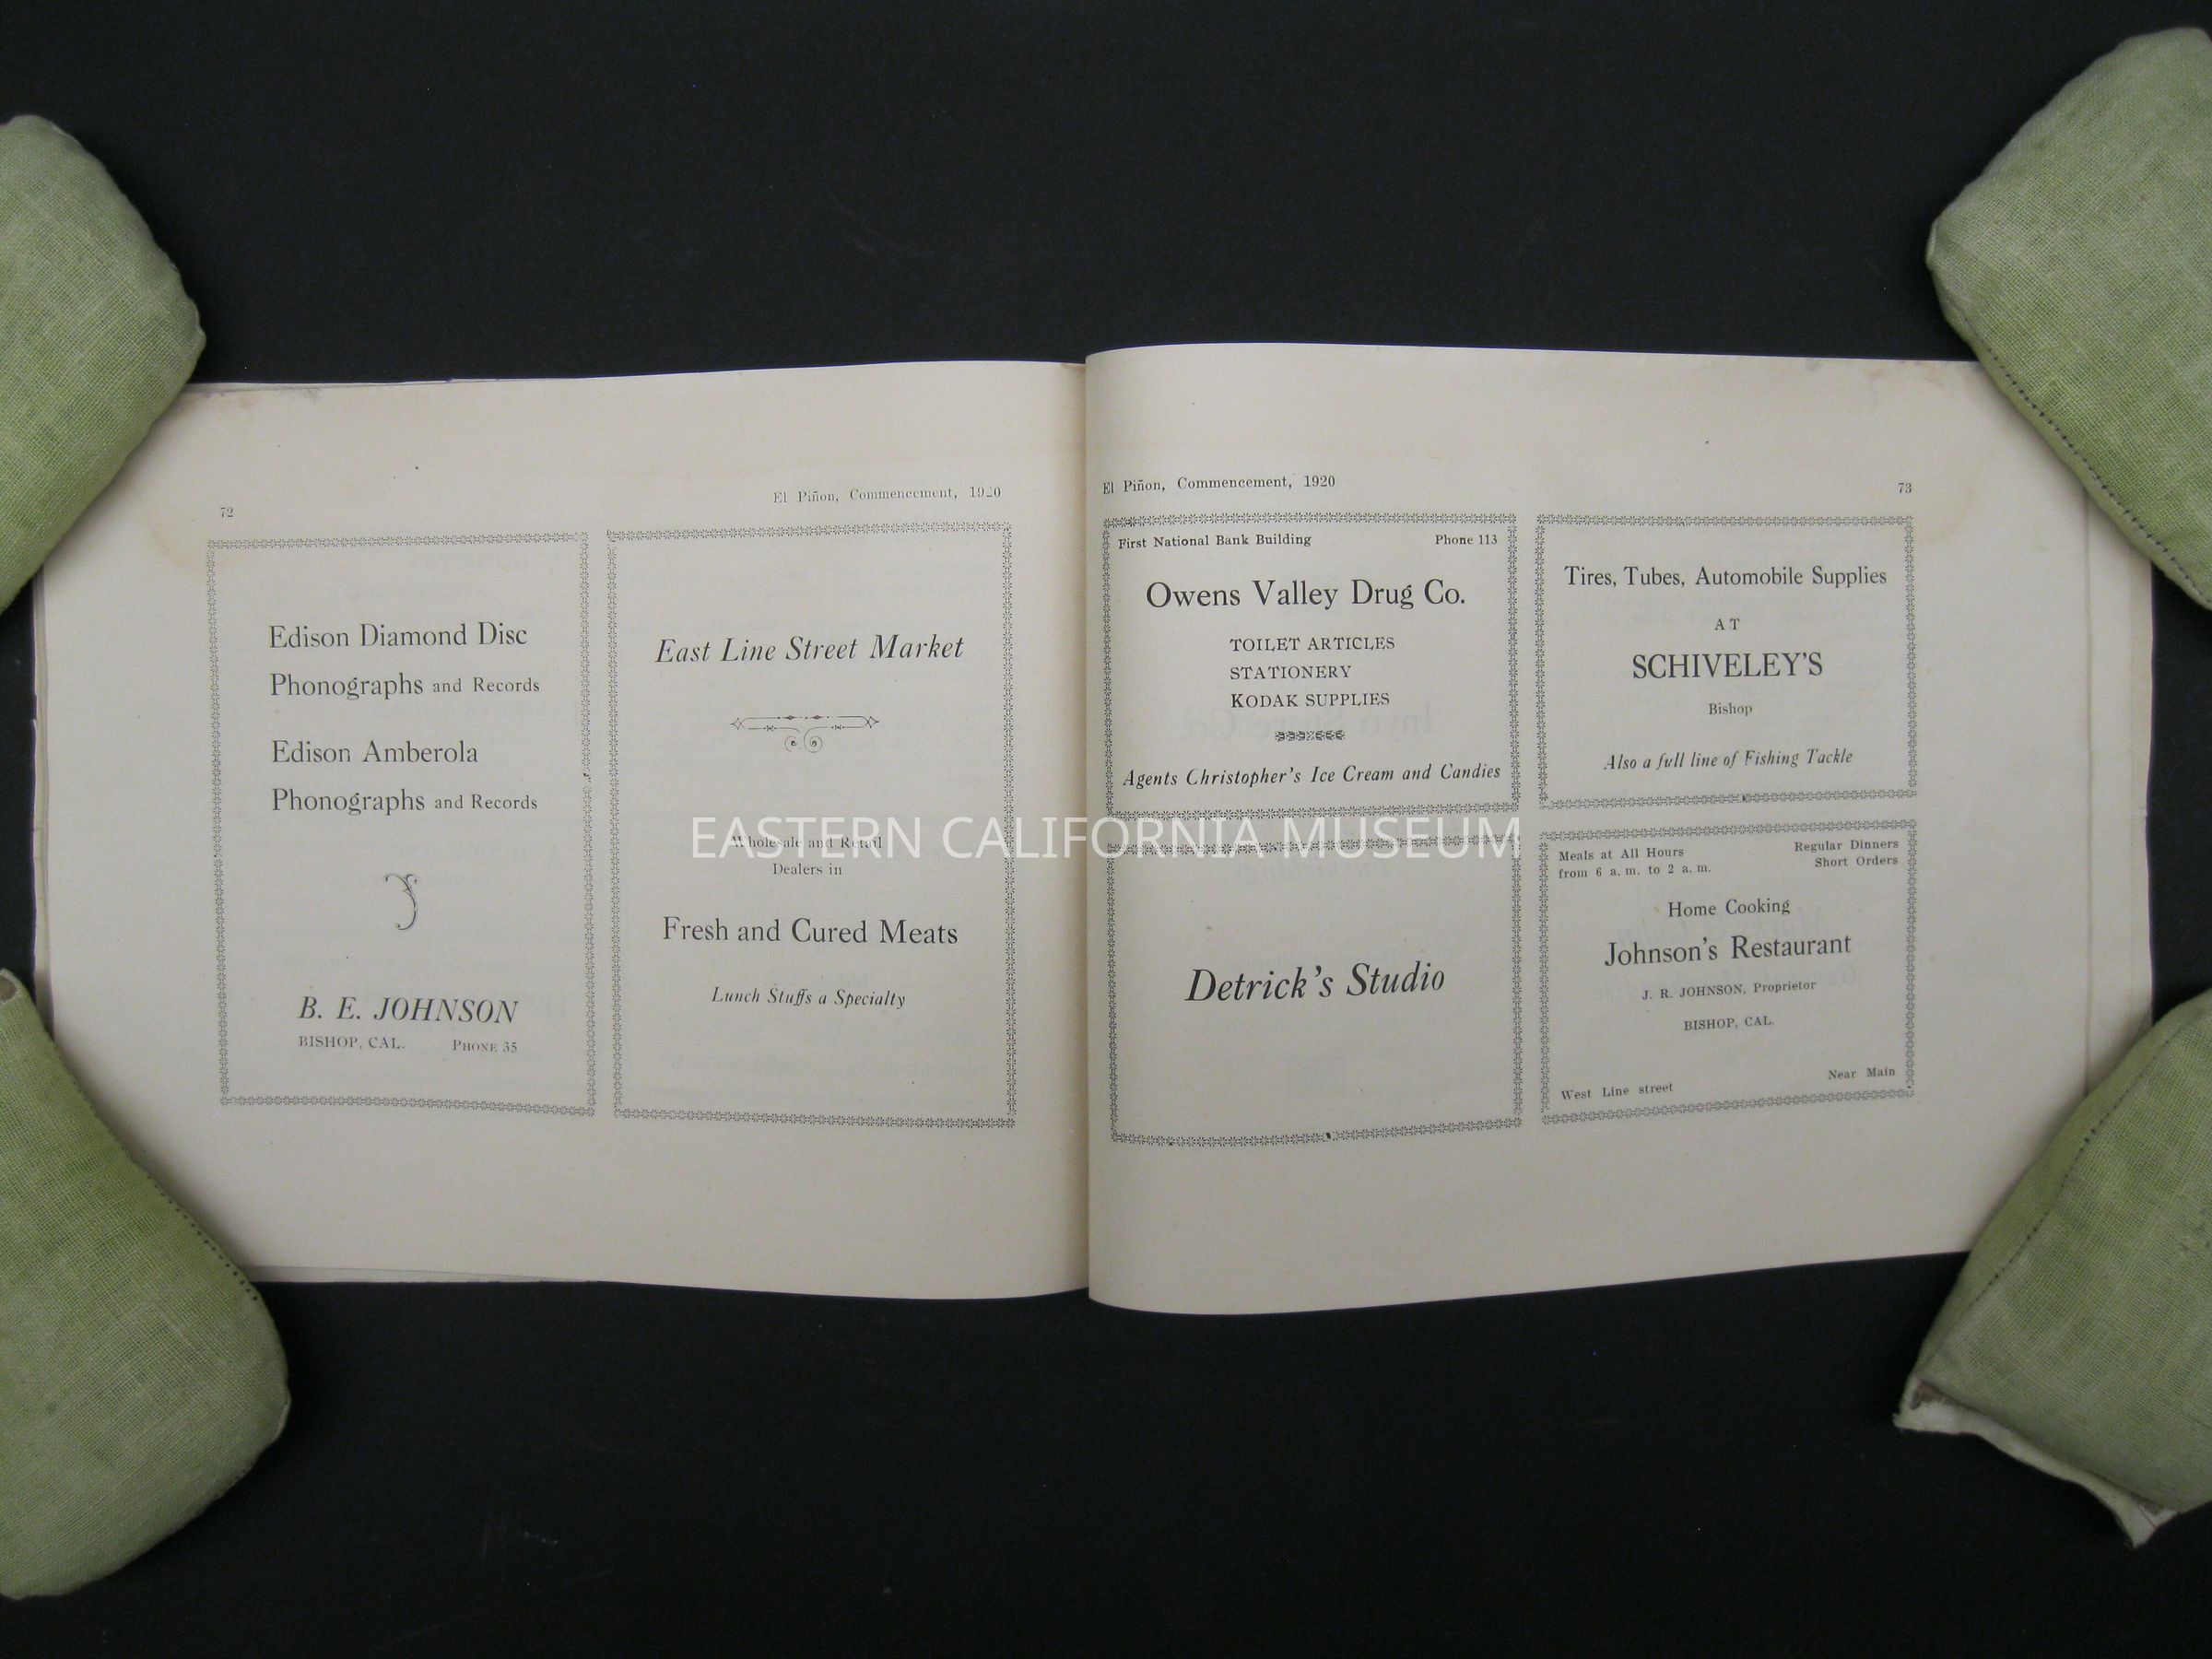 72
El Piñon, Commencement, 1920
Edison Diamond Disc
Phonographs and Records
Edison Amberola
Phonographs and Records
B. E. JOHNSON
BISHOP, CAL. PHONE 35
East Line Street Market
Wholesale and Retail
Dealers in
Fresh and Cured Meats
Lunch Stuffs a Specialty
El Piñon, Commencement, 1920
73
First National Bank Building Phone 113
Owens Valley Drug Co.
TOILET ARTICLES
STATIONERY
KODAK SUPPLIES
Agents Christopher's Ice Cream and Candies
Detrick's Studio
Tires, Tubes, Automobile Supplies
AT
SCHIVELEY'S
Bishop
Also a full line of Fishing Tackle
Meals at All Hours
from 6 a. m. to 2 a. m.
Regular Dinners
Short Orders
Home Cooking
Johnson's Restaurant
J. R. JOHNSON, Proprietor
BISHOP, CAL.
West Line street
Near Main
EASTERN CALIFORNIA MUSEUM